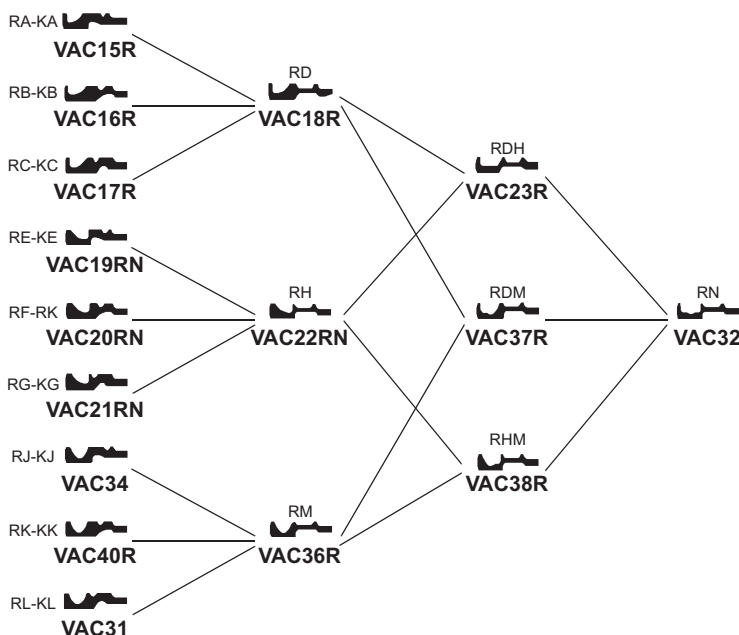 RA-KA
VAC15R
RB-KB
VAC16R
RC-KC
VAC17R
RE-KE
VAC19RN
RF-RK
VAC20RN
RG-KG
VAC21RN
RJ-KJ
VAC34
RK-KK
VAC40R
RL-KL
VAC31
RD
VAC18R
RH
VAC22RN
RM
VAC36R
RDH
VAC23R
RDM
VAC37R
RHM
VAC38R
RN
VAC32